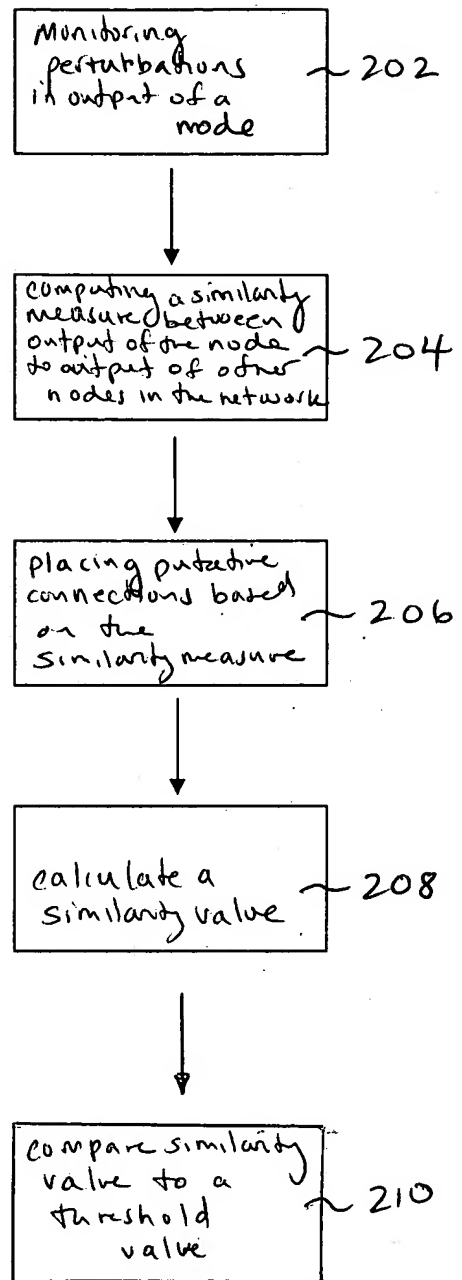 Monitoring
perturbations
in output of a
node
202
computing a similarity
measure between
output of the node
to output of other
nodes in the network
204
placing putative
connections based
on the
similarity measure
206
calculate a
similarity value
208
compare similarity
value to a
threshold
value
210